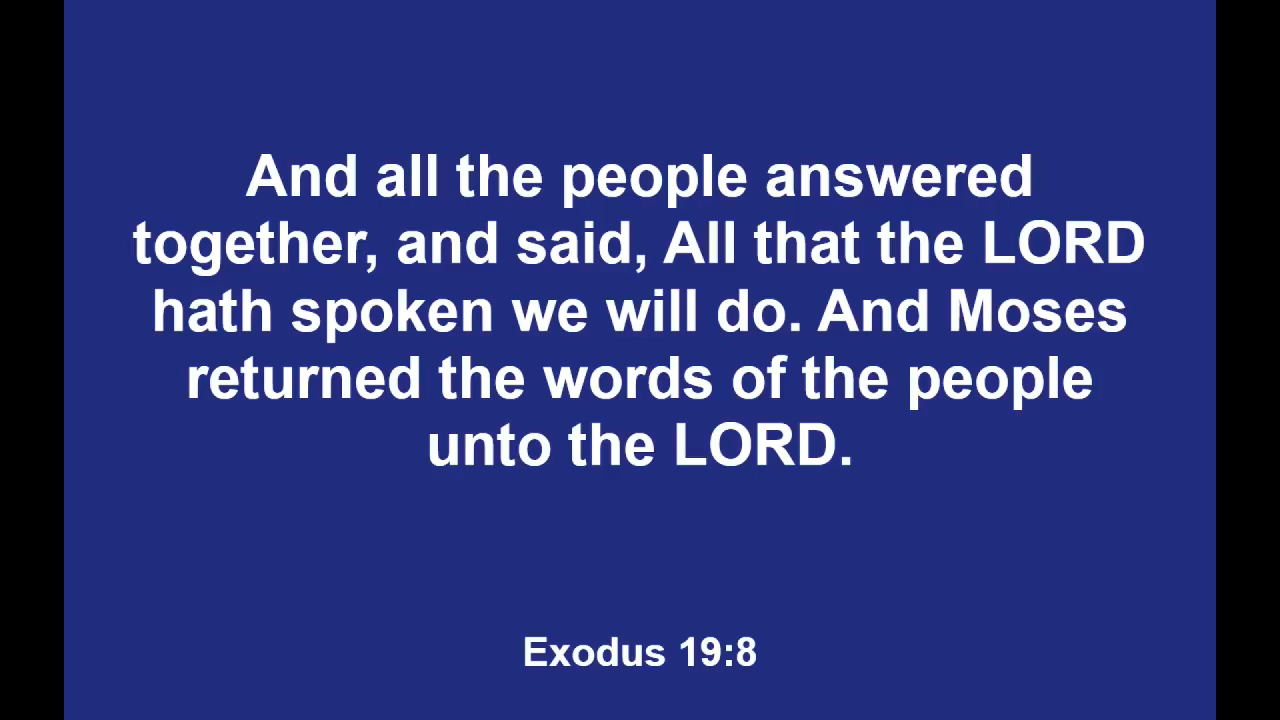 And all the people answered
together, and said, All that the LORD
hath spoken we will do. And Moses
returned the words of the people
unto the LORD.
Exodus 19:8